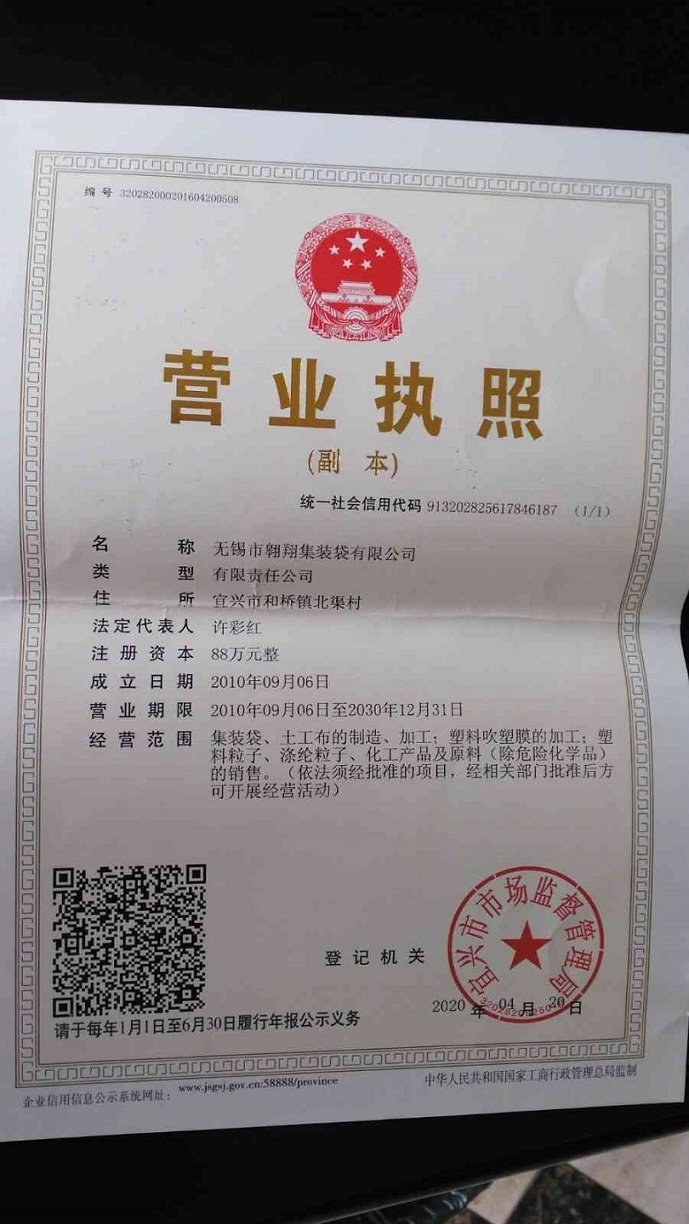 编 号 320282000201604200508
营业执照
(副 本)
统一社会信用代码 913202825617846187 (1/1)
名 称 无锡市翱翔集装袋有限公司
类 型 有限责任公司
住 所 宜兴市和桥镇北渠村
法定代表人 许彩红
注册资本 88万元整
成立日期 2010年09月06日
营业期限 2010年09月06日至2030年12月31日
经营范围 集装袋、土工布的制造、加工；塑料吹塑膜的加工；塑
料粒子、涤纶粒子、化工产品及原料（除危险化学品）
的销售。（依法须经批准的项目，经相关部门批准后方
可开展经营活动）
宜兴市市场监督管理局
登记机关
2020 年 04 月 20 日
请于每年1月1日至6月30日履行年报公示义务
企业信用信息公示系统网址： www.jsgsj.gov.cn:58888/province
中华人民共和国国家工商行政管理总局监制